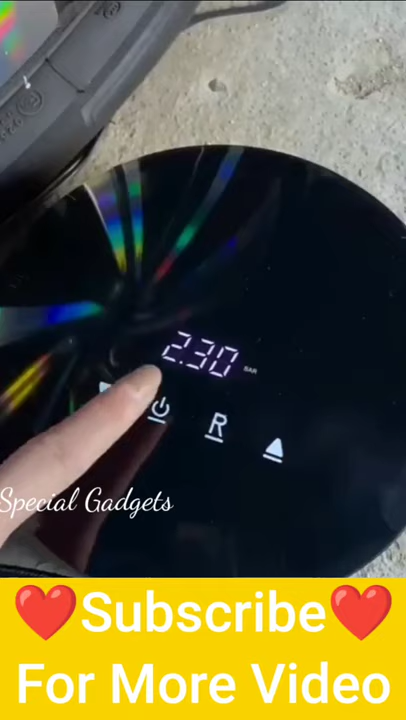 2.30 BAR
R
Special Gadgets
❤️Subscribe❤️
For More Video